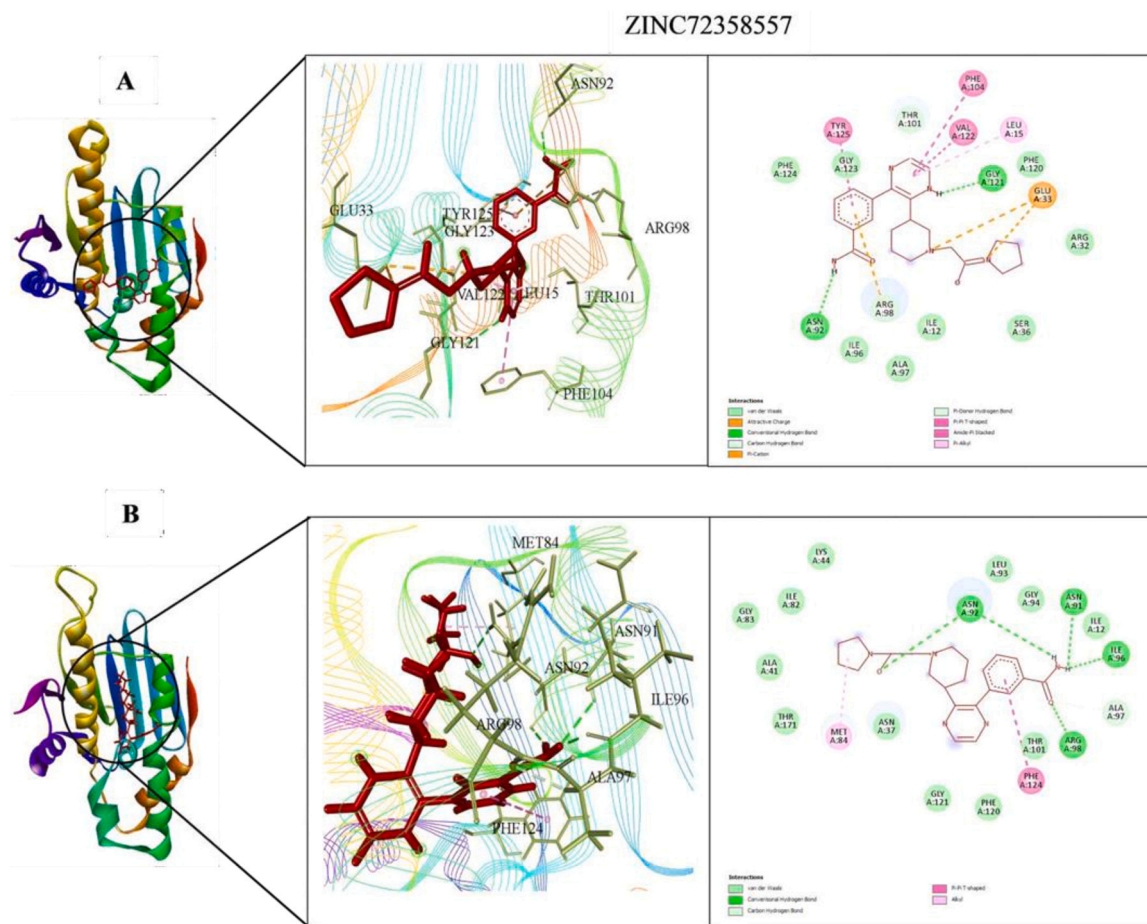 ZINC72358557
A
ASN92
GLU33
TYR125
GLY123
ARG98
VAL122
LEU15
THR101
GLY121
PHE104
PHE
A:104
THR
A:101
TYR
A:125
VAL
A:122
LEU
A:15
PHE
A:124
GLY
A:123
GLY
A:121
PHE
A:120
GLU
A:33
ARG
A:32
H
N
N
N
N
N
O
O
N
H
ARG
A:98
ASN
A:92
ILE
A:96
ILE
A:12
ALA
A:97
SER
A:36
Interactions
van der Waals
Attractive Charge
Conventional Hydrogen Bond
Carbon Hydrogen Bond
Pi-Cation
Pi-Donor Hydrogen Bond
Pi-Pi T-shaped
Amide-Pi Stacked
Pi-Alkyl
B
MET84
ASN91
ASN92
ILE96
ARG98
ALA97
PHE124
LYS
A:44
LEU
A:93
ILE
A:82
GLY
A:83
ASN
A:92
GLY
A:94
ASN
A:91
ILE
A:12
ILE
A:96
ALA
A:41
N
O
N
H
N
H
O
N
N
ALA
A:97
THR
A:171
MET
A:84
ASN
A:37
THR
A:101
ARG
A:98
PHE
A:124
GLY
A:121
PHE
A:120
Interactions
van der Waals
Conventional Hydrogen Bond
Carbon Hydrogen Bond
Pi-Pi T-shaped
Alkyl